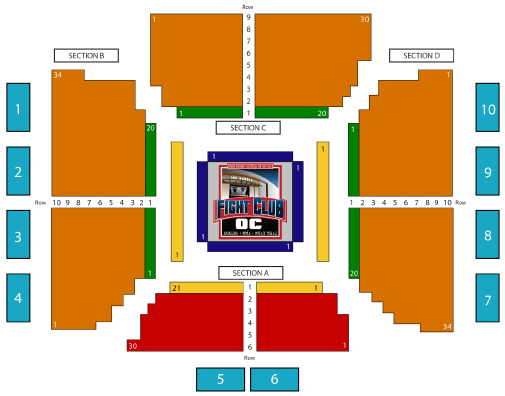 Row
1 9 30
8
7
6
5
4
3
2
1 1 20
SECTION B
SECTION D
SECTION C
34
1
20
1
1
10
2
9
3
8
4
7
1
1
1
1
1
1
FIGHT CLUB
OC
BOXING • MMA • MUAY THAI
Row 10 9 8 7 6 5 4 3 2 1
1 2 3 4 5 6 7 8 9 10 Row
1
20
1
1
34
SECTION A
21 1 1
2
3
4
5
30 6 1
Row
5 6